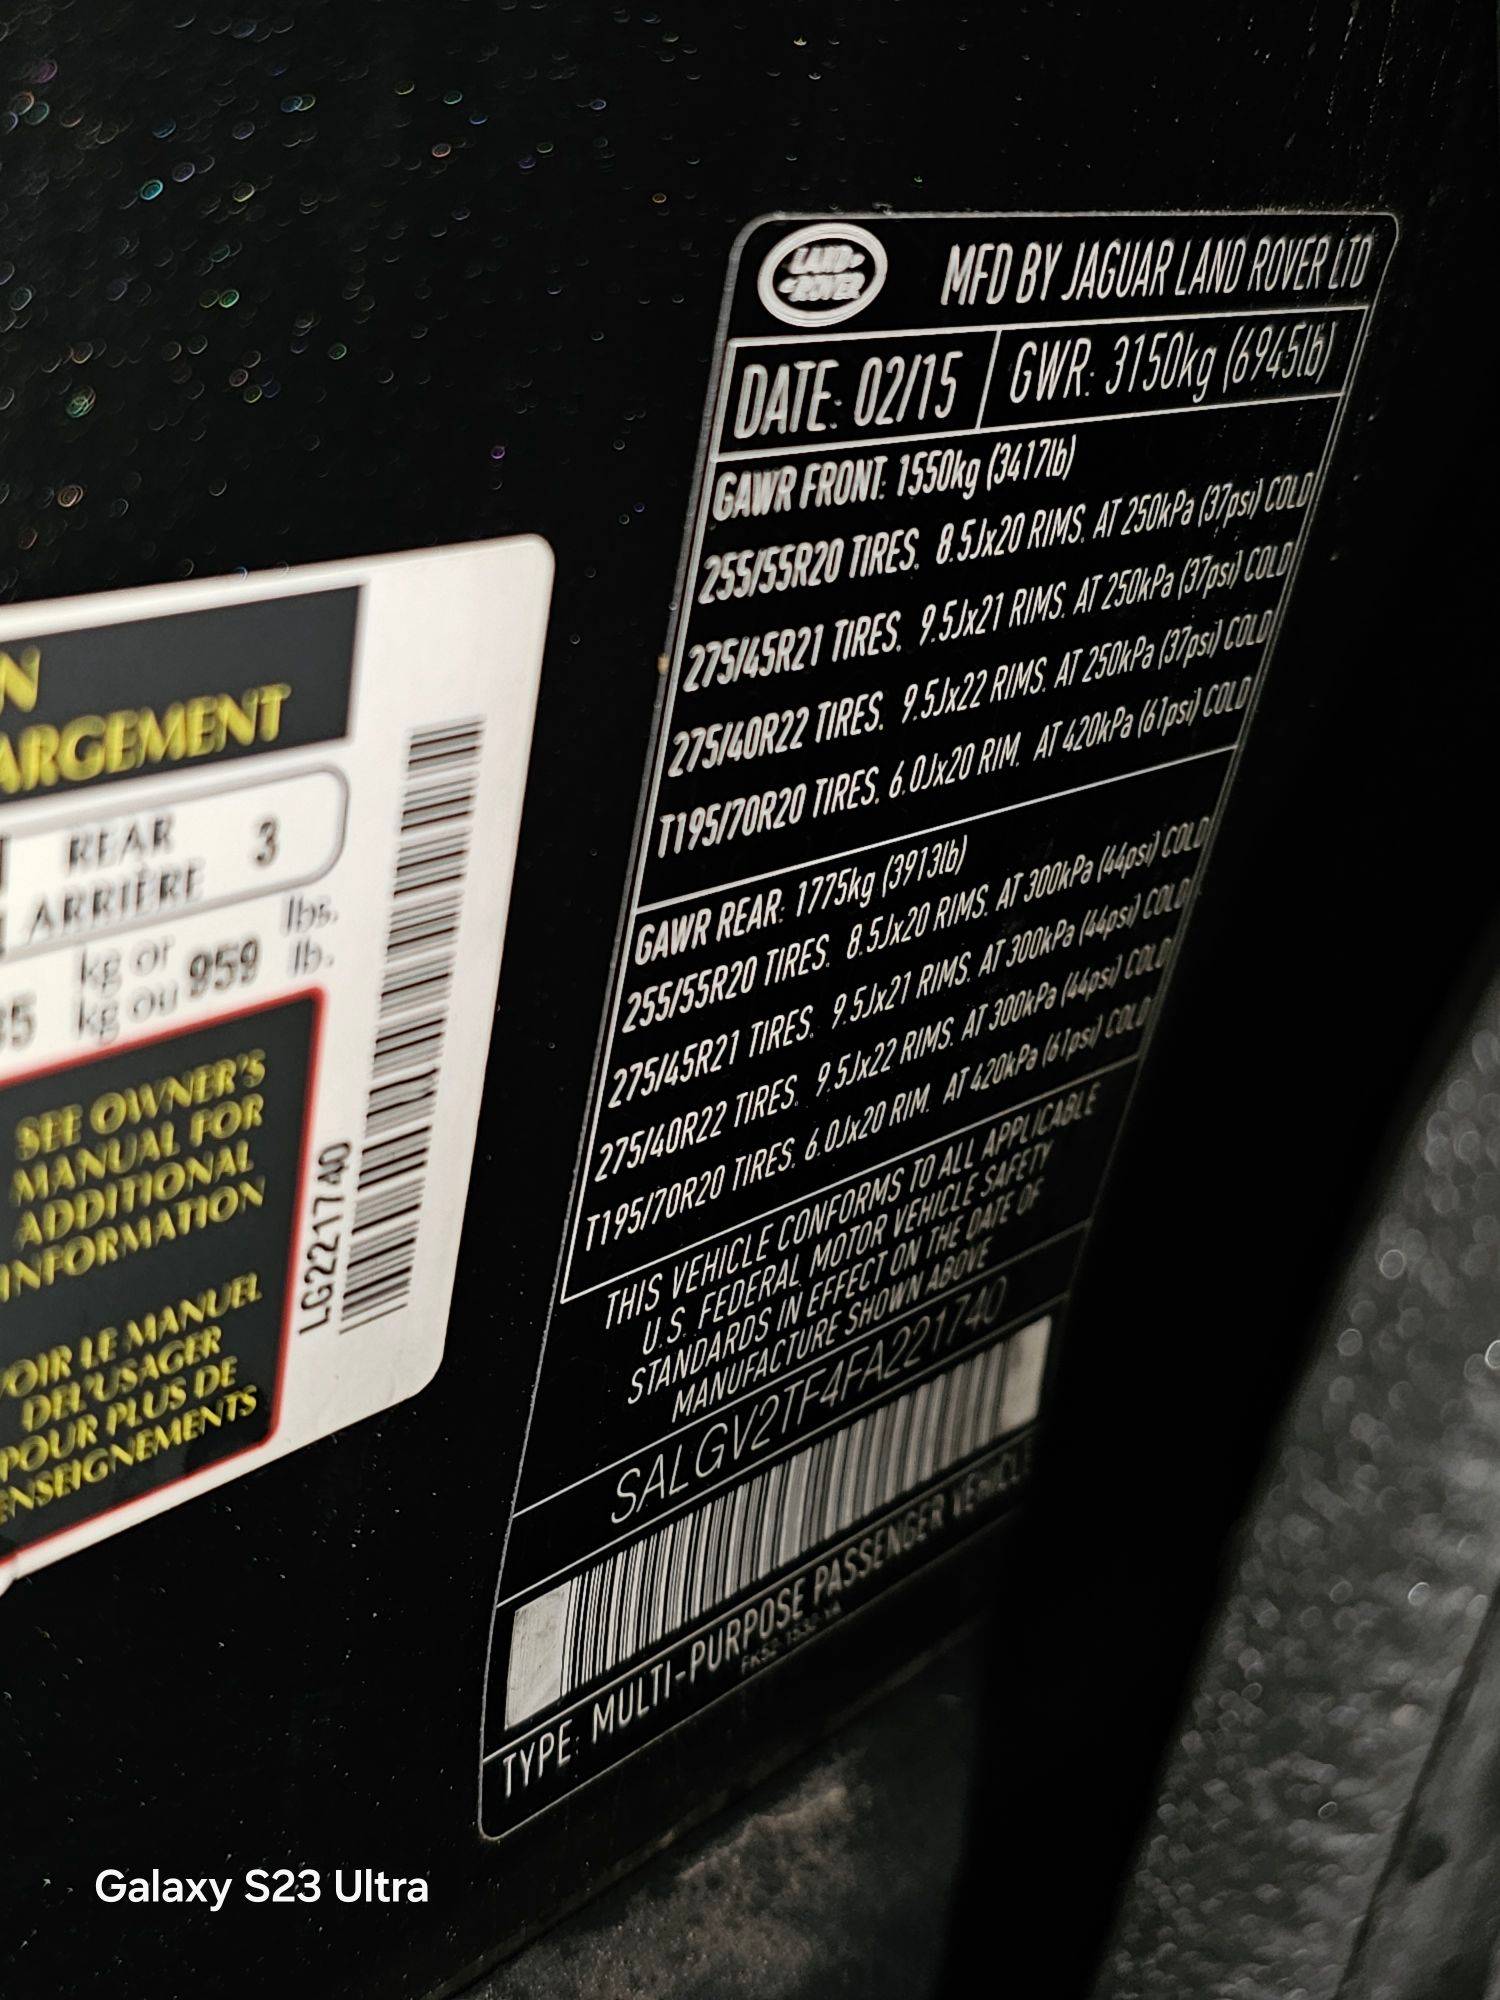 N
ARGEMENT
REAR 3
ARRIÈRE
lbs.
kg or
35 kg ou 959 lb.
SEE OWNER'S
MANUAL FOR
ADDITIONAL
INFORMATION
VOIR LE MANUEL
DE L'USAGER
POUR PLUS DE
ENSEIGNEMENTS
LG221740
LAND-
ROVER
MFD BY JAGUAR LAND ROVER LTD
DATE: 02/15 GWR: 3150kg (6945lb)
GAWR FRONT: 1550kg (3417lb)
255/55R20 TIRES, 8.5Jx20 RIMS, AT 250kPa (37psi) COLD
275/45R21 TIRES, 9.5Jx21 RIMS, AT 250kPa (37psi) COLD
275/40R22 TIRES, 9.5Jx22 RIMS, AT 250kPa (37psi) COLD
T195/70R20 TIRES, 6.0Jx20 RIM, AT 420kPa (61psi) COLD
GAWR REAR: 1775kg (3913lb)
255/55R20 TIRES, 8.5Jx20 RIMS, AT 300kPa (44psi) COLD
275/45R21 TIRES, 9.5Jx21 RIMS, AT 300kPa (44psi) COLD
275/40R22 TIRES, 9.5Jx22 RIMS, AT 300kPa (44psi) COLD
T195/70R20 TIRES, 6.0Jx20 RIM, AT 420kPa (61psi) COLD
THIS VEHICLE CONFORMS TO ALL APPLICABLE
U.S. FEDERAL MOTOR VEHICLE SAFETY
STANDARDS IN EFFECT ON THE DATE OF
MANUFACTURE SHOWN ABOVE
SALGV2TF4FA221740
TYPE: MULTI-PURPOSE PASSENGER VEHICLE
Galaxy S23 Ultra